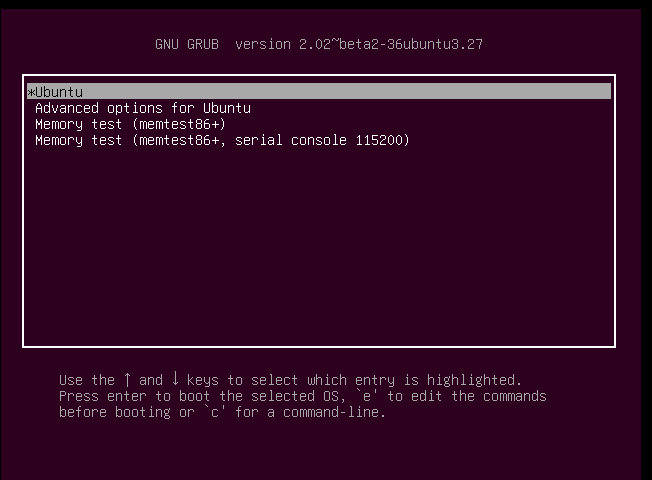 GNU GRUB  version 2.02~beta2-36ubuntu3.27
*Ubuntu
Advanced options for Ubuntu
Memory test (memtest86+)
Memory test (memtest86+, serial console 115200)
Use the ↑ and ↓ keys to select which entry is highlighted.
Press enter to boot the selected OS, `e' to edit the commands
before booting or `c' for a command-line.